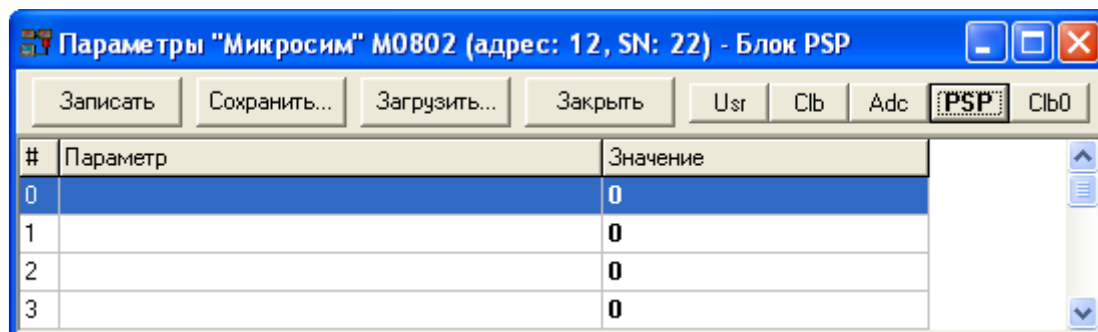 Параметры "Микросим" М0802 (адрес: 12, SN: 22) - Блок PSP
Записать Сохранить... Загрузить... Закрыть Usr Clb Adc PSP Clb0
# Параметр Значение
0 0
1 0
2 0
3 0